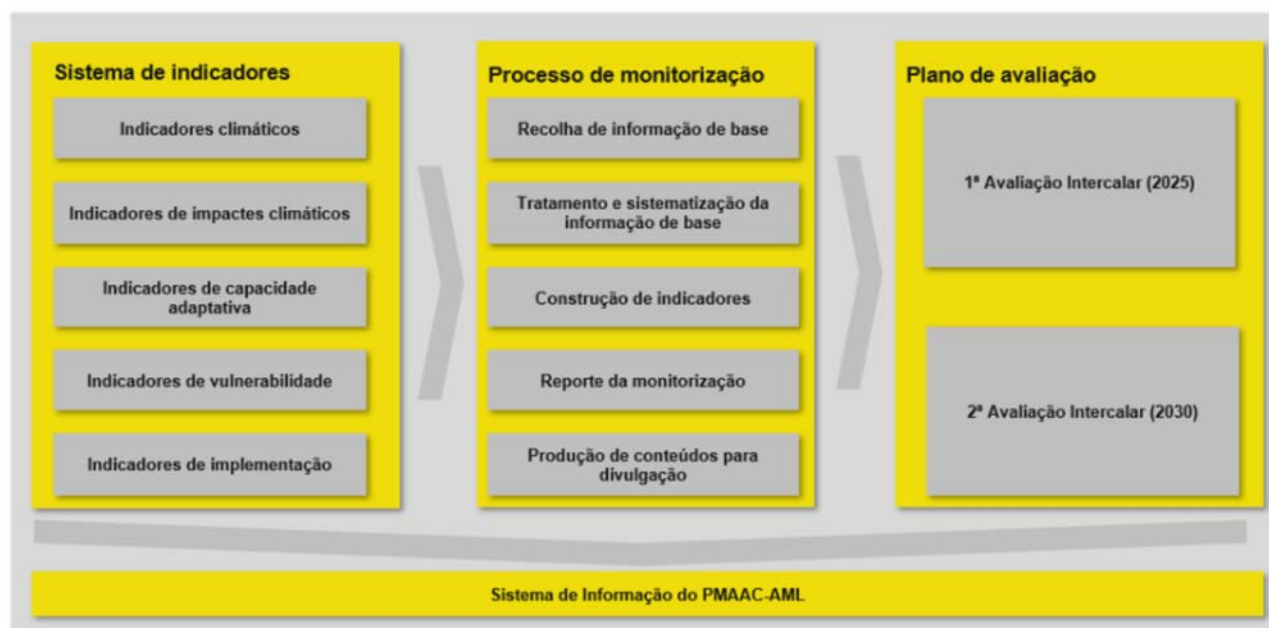 Sistema de indicadores
Indicadores climáticos
Indicadores de impactes climáticos
Indicadores de capacidade
adaptativa
Indicadores de vulnerabilidade
Indicadores de implementação
Processo de monitorização
Recolha de informação de base
Tratamento e sistematização da
informação de base
Construção de indicadores
Reporte da monitorização
Produção de conteúdos para
divulgação
Plano de avaliação
1ª Avaliação Intercalar (2025)
2ª Avaliação Intercalar (2030)
Sistema de Informação do PMAAC-AML